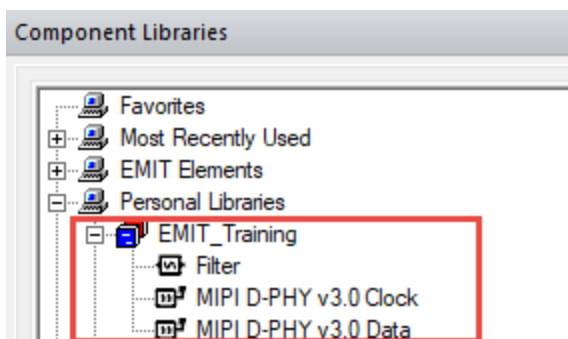 Component Libraries
Favorites
Most Recently Used
EMIT Elements
Personal Libraries
EMIT_Training
Filter
MIPI D-PHY v3.0 Clock
MIPI D-PHY v3.0 Data